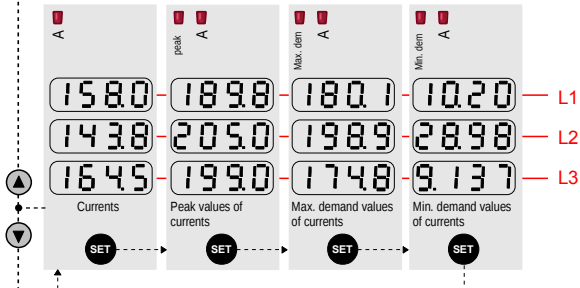 A
peak A
Max. dem A
Min. dem A
158.0 189.8 180.1 10.20 L1
143.8 205.0 198.9 28.98 L2
164.5 199.0 174.8 9.137 L3
Currents
Peak values of
currents
Max. demand values
of currents
Min. demand values
of currents
SET SET SET SET